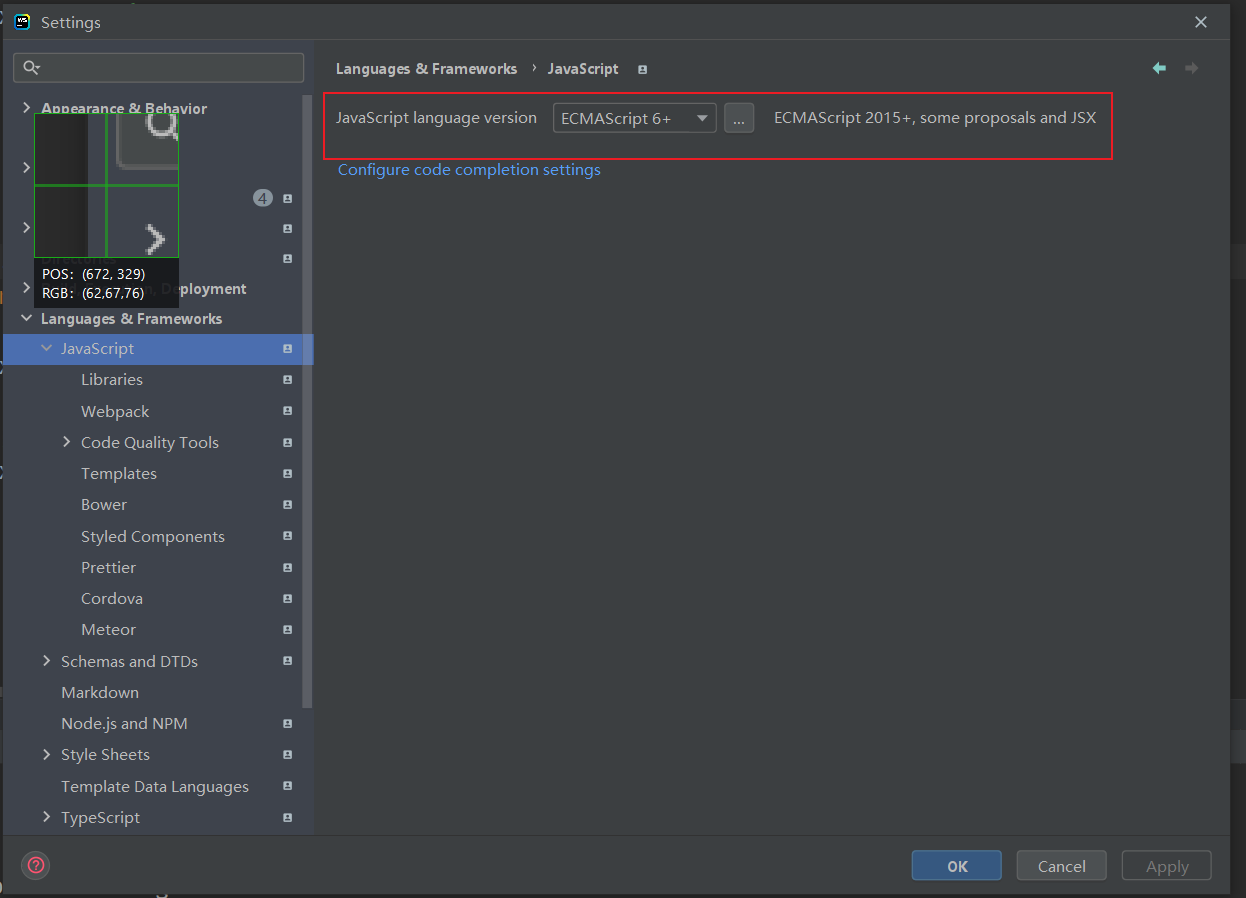 WS Settings
Languages & Frameworks › JavaScript
Appearance & Behavior
JavaScript language version ECMAScript 6+ ... ECMAScript 2015+, some proposals and JSX
Configure code completion settings
4
Directories
POS: (672, 329)
RGB: (62,67,76)
Deployment
Languages & Frameworks
JavaScript
Libraries
Webpack
Code Quality Tools
Templates
Bower
Styled Components
Prettier
Cordova
Meteor
Schemas and DTDs
Markdown
Node.js and NPM
Style Sheets
Template Data Languages
TypeScript
?
OK Cancel Apply